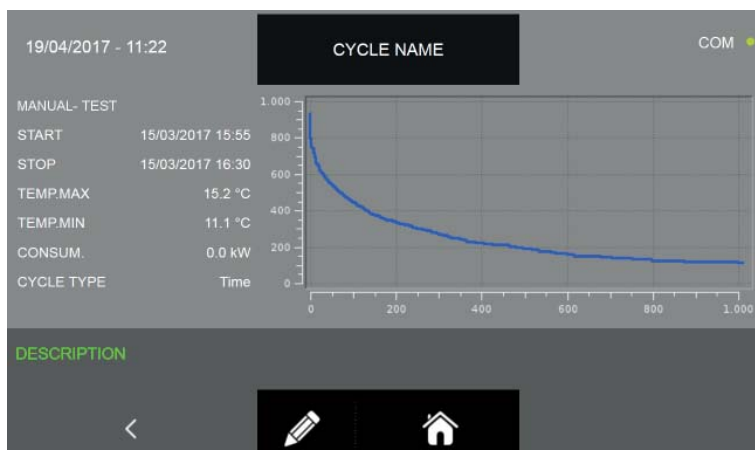 19/04/2017 - 11:22
CYCLE NAME
COM
MANUAL- TEST
START 15/03/2017 15:55
STOP 15/03/2017 16:30
TEMP.MAX 15.2 °C
TEMP.MIN 11.1 °C
CONSUM. 0.0 kW
CYCLE TYPE Time
1.000
800
600
400
200
0
0 200 400 600 800 1.000
DESCRIPTION